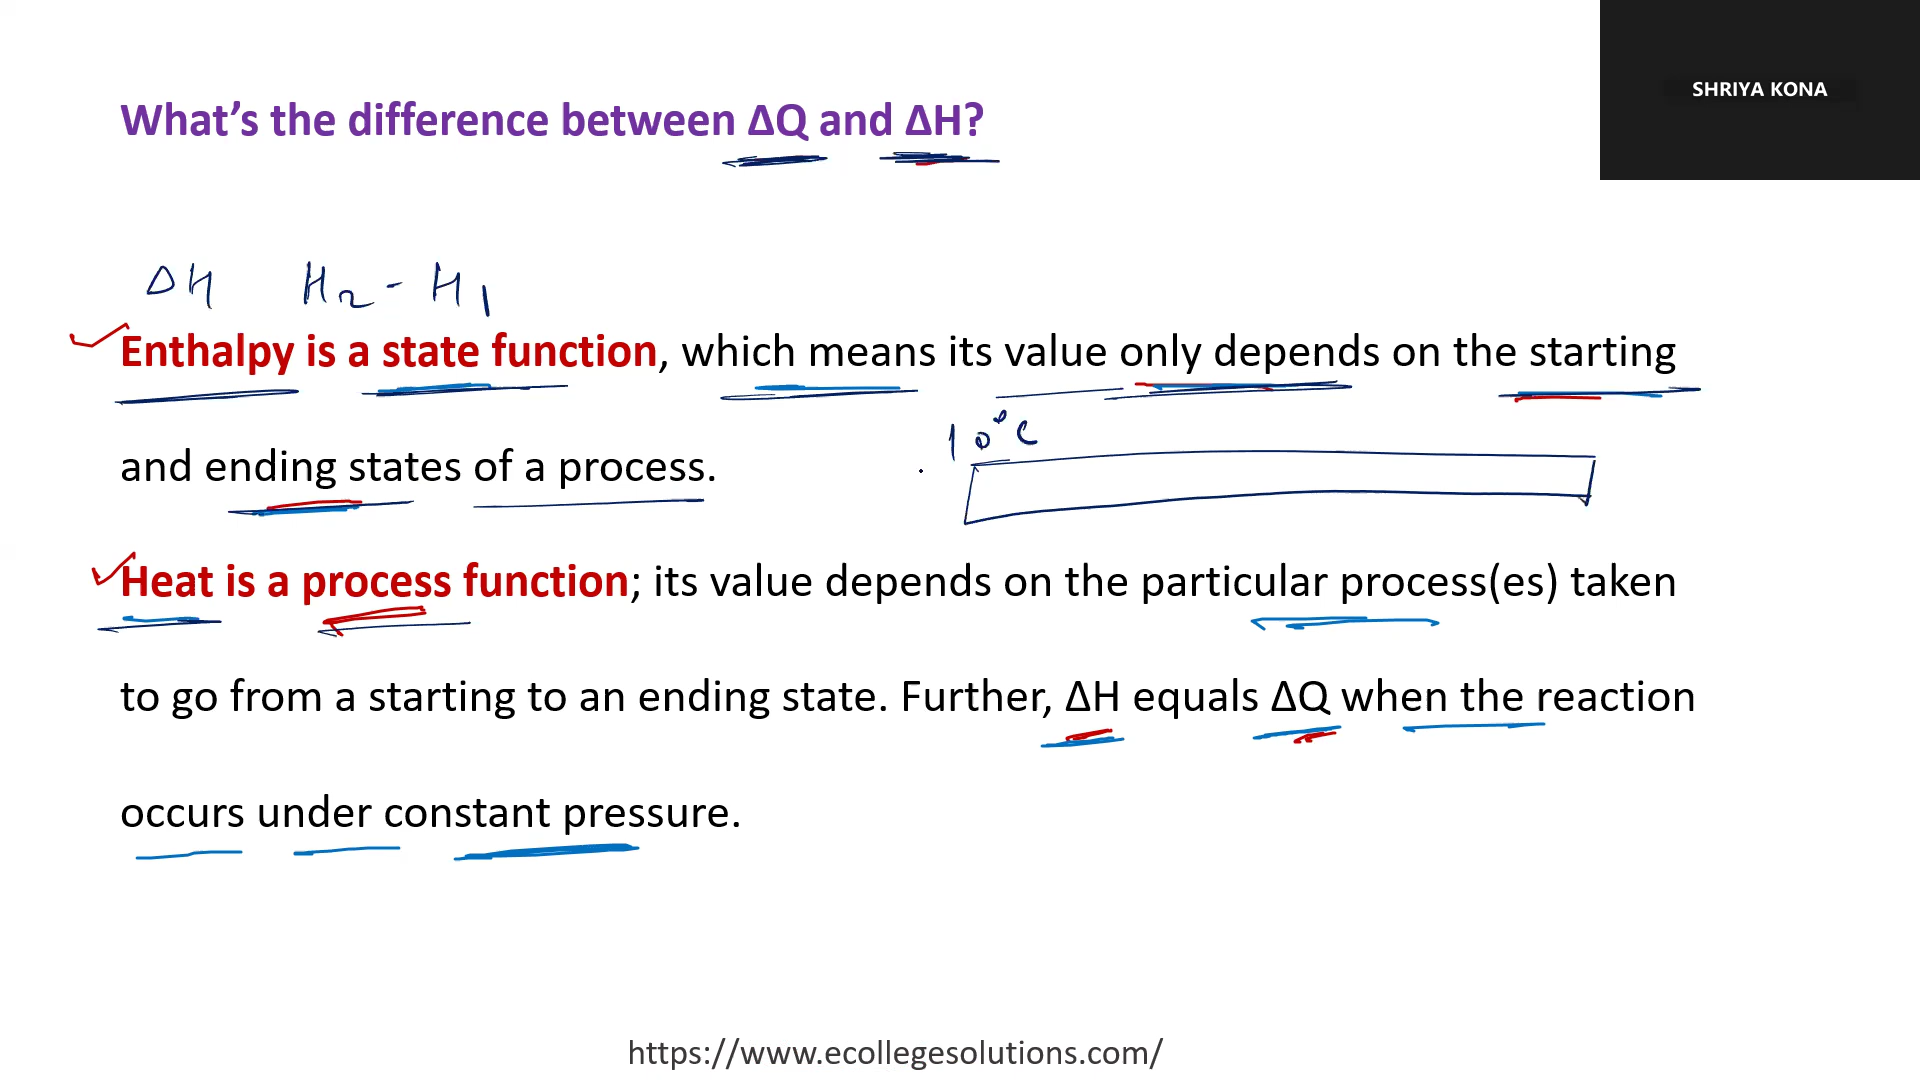 SHRIYA KONA
What’s the difference between ΔQ and ΔH?
ΔH H2 - H1
Enthalpy is a state function, which means its value only depends on the starting
10°C
and ending states of a process.
Heat is a process function; its value depends on the particular process(es) taken
to go from a starting to an ending state. Further, ΔH equals ΔQ when the reaction
occurs under constant pressure.
https://www.ecollegesolutions.com/